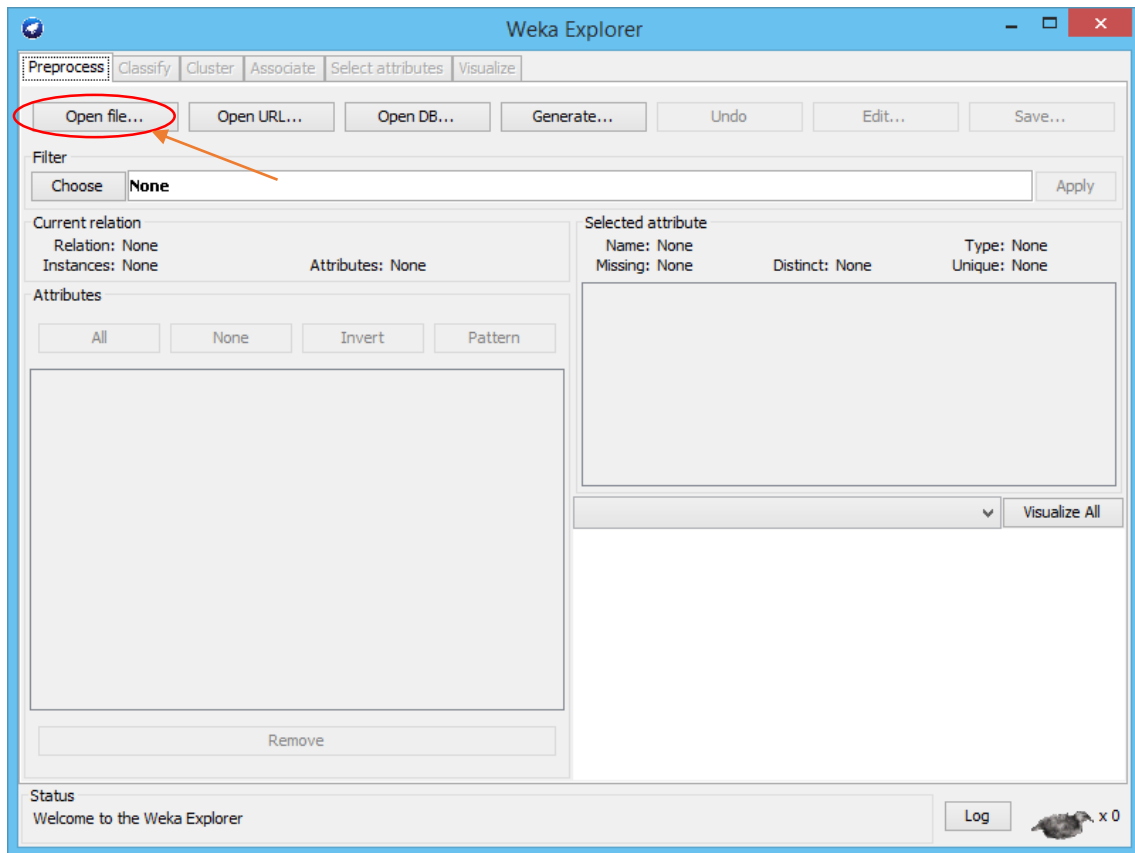 Weka Explorer
Preprocess Classify Cluster Associate Select attributes Visualize
Open file... Open URL... Open DB... Generate... Undo Edit... Save...
Filter
Choose None Apply
Current relation
Relation: None
Instances: None Attributes: None
Selected attribute
Name: None Type: None
Missing: None Distinct: None Unique: None
Attributes
All None Invert Pattern
Visualize All
Remove
Status
Welcome to the Weka Explorer
Log x 0